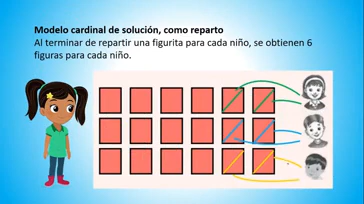 Modelo cardinal de solución, como reparto
Al terminar de repartir una figurita para cada niño, se obtienen 6
figuras para cada niño.